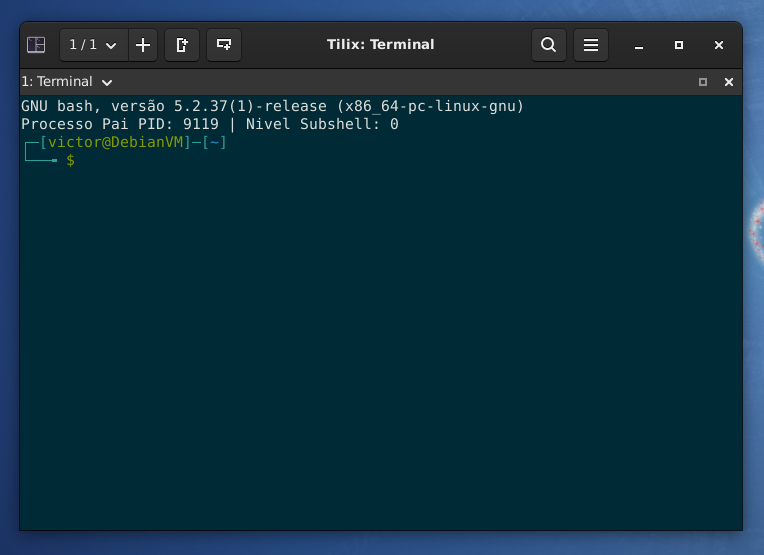 1 / 1
Tilix: Terminal
1: Terminal
GNU bash, versão 5.2.37(1)-release (x86_64-pc-linux-gnu)
Processo Pai PID: 9119 | Nivel Subshell: 0
┌─[victor@DebianVM]─[~]
└──╼ $